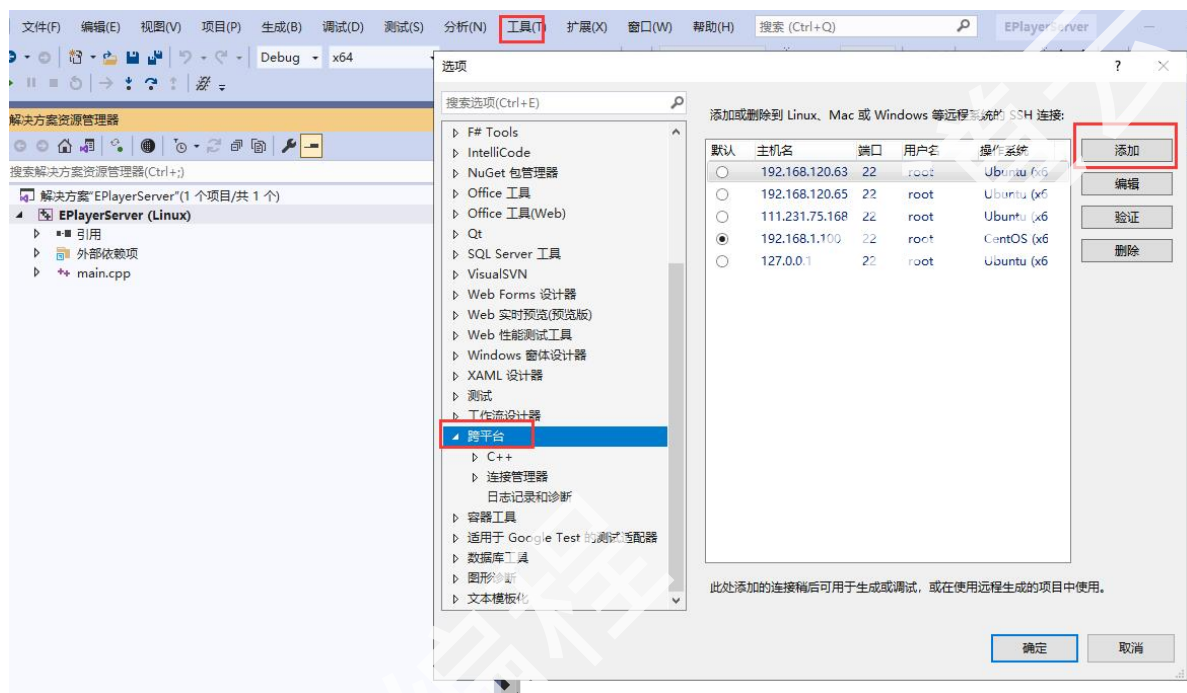 文件(F) 编辑(E) 视图(V) 项目(P) 生成(B) 调试(D) 测试(S) 分析(N) 工具(T) 扩展(X) 窗口(W) 帮助(H) 搜索 (Ctrl+Q) EPlayerServer
Debug x64
选项
搜索选项(Ctrl+E)
添加或删除到 Linux、Mac 或 Windows 等远程系统的 SSH 连接:
解决方案资源管理器
搜索解决方案资源管理器(Ctrl+;)
解决方案"EPlayerServer"(1 个项目/共 1 个)
EPlayerServer (Linux)
引用
外部依赖项
main.cpp
F# Tools
IntelliCode
NuGet 包管理器
Office 工具
Office 工具(Web)
Qt
SQL Server 工具
VisualSVN
Web Forms 设计器
Web 实时预览(预览版)
Web 性能测试工具
Windows 窗体设计器
XAML 设计器
测试
工作流设计器
跨平台
C++
连接管理器
日志记录和诊断
容器工具
适用于 Google Test 的测试适配器
数据库工具
图形诊断
文本模板化
默认 主机名 端口 用户名 操作系统
192.168.120.63 22 root Ubuntu (x6
192.168.120.65 22 root Ubuntu (x6
111.231.75.168 22 root Ubuntu (x6
192.168.1.100 22 root CentOS (x6
127.0.0.1 22 root Ubuntu (x6
添加
编辑
验证
删除
此处添加的连接稍后可用于生成或调试，或在使用远程生成的项目中使用。
确定 取消
编程